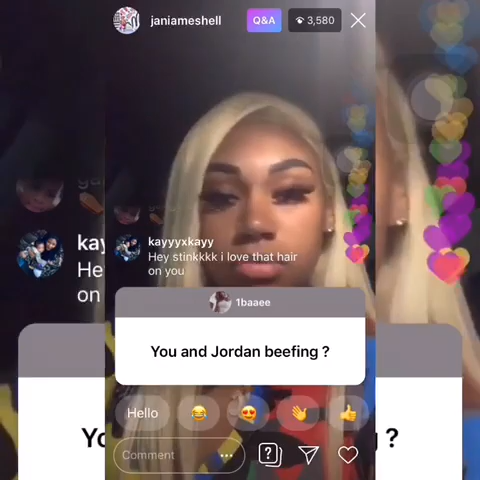 janiameshell
Q&A
3,580
kayyyxkayy
Hey stinkkkk i love that hair
on you
1baaee
You and Jordan beefing ?
Hello
Comment
kay
He
on
Yo
g ?